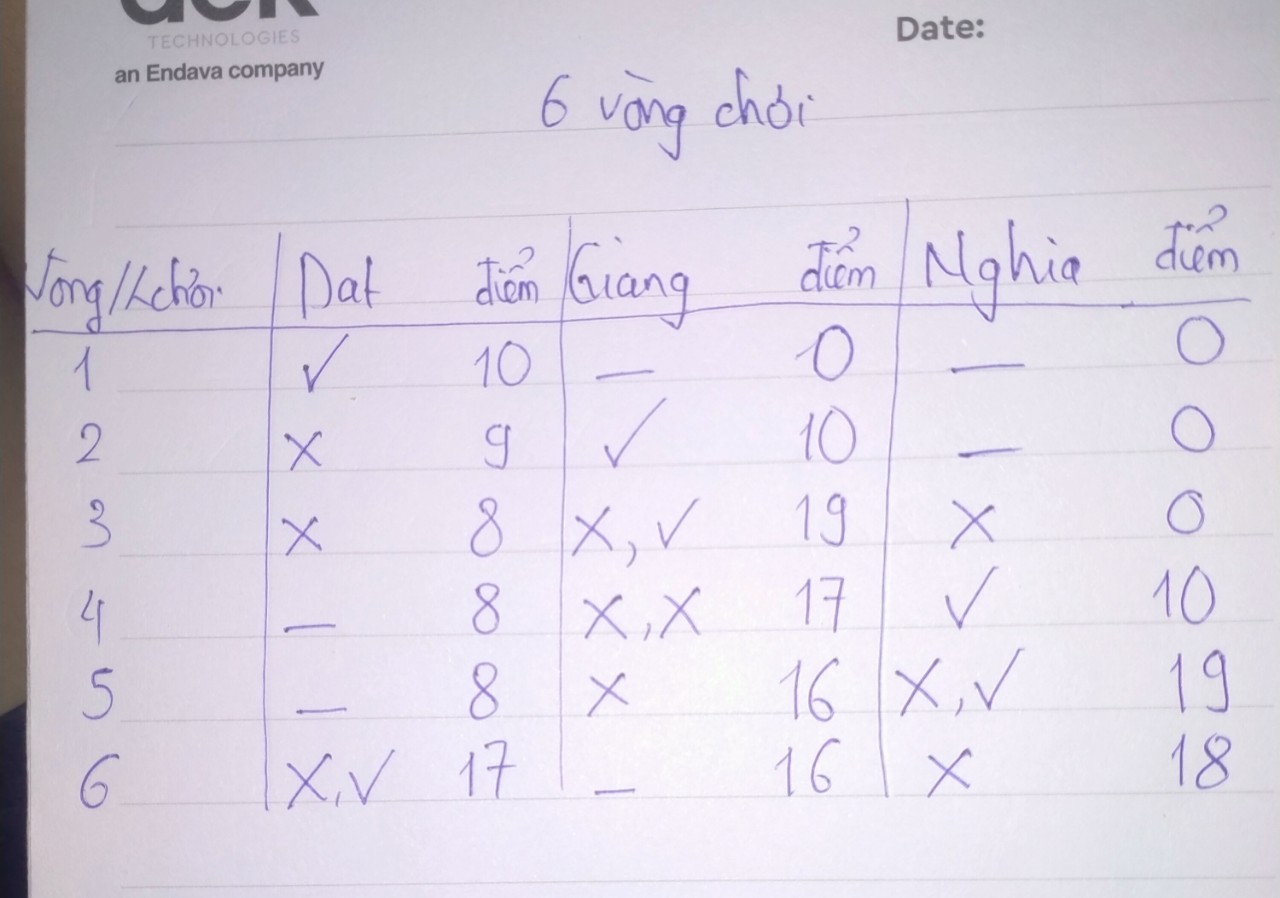 TECHNOLOGIES
an Endava company
Date:
6 vòng chơi
Vòng/Lchơi Dat điểm Giang điểm Nghia điểm
1 ✓ 10 — 0 — 0
2 X 9 ✓ 10 — 0
3 X 8 X, ✓ 19 X 0
4 — 8 X, X 17 ✓ 10
5 — 8 X 16 X, ✓ 19
6 X, ✓ 17 — 16 X 18